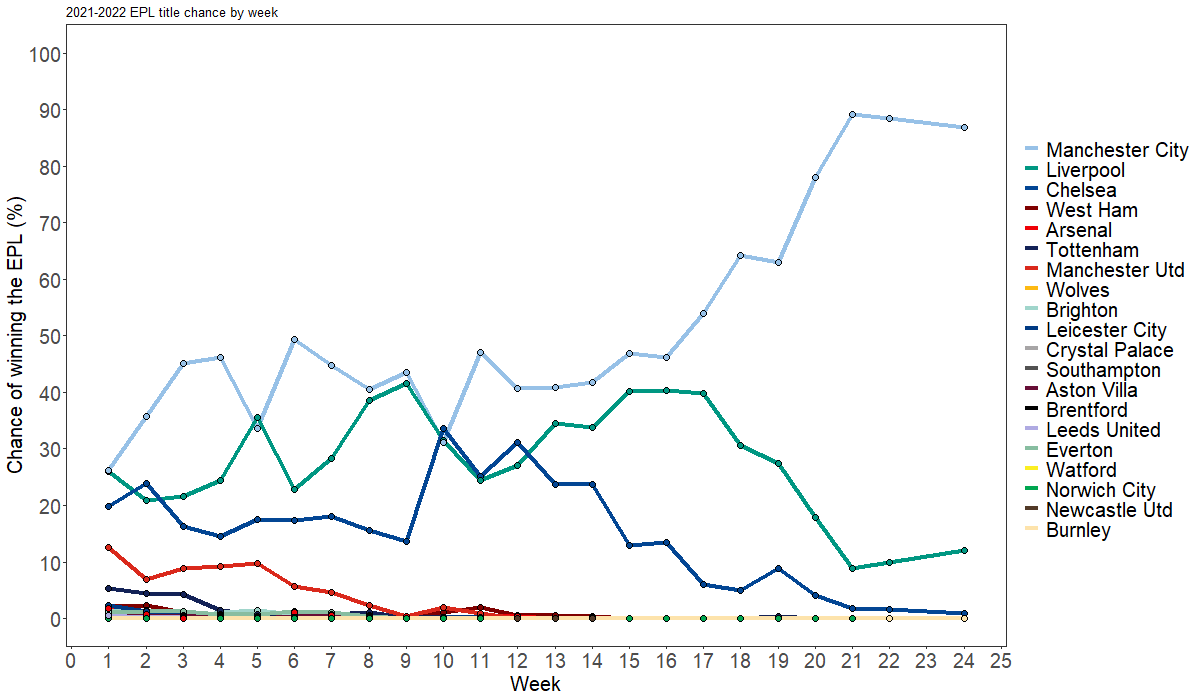 2021-2022 EPL title chance by week
Chance of winning the EPL (%)
100
90
80
70
60
50
40
30
20
10
0
0 1 2 3 4 5 6 7 8 9 10 11 12 13 14 15 16 17 18 19 20 21 22 23 24 25
Week
Manchester City
Liverpool
Chelsea
West Ham
Arsenal
Tottenham
Manchester Utd
Wolves
Brighton
Leicester City
Crystal Palace
Southampton
Aston Villa
Brentford
Leeds United
Everton
Watford
Norwich City
Newcastle Utd
Burnley